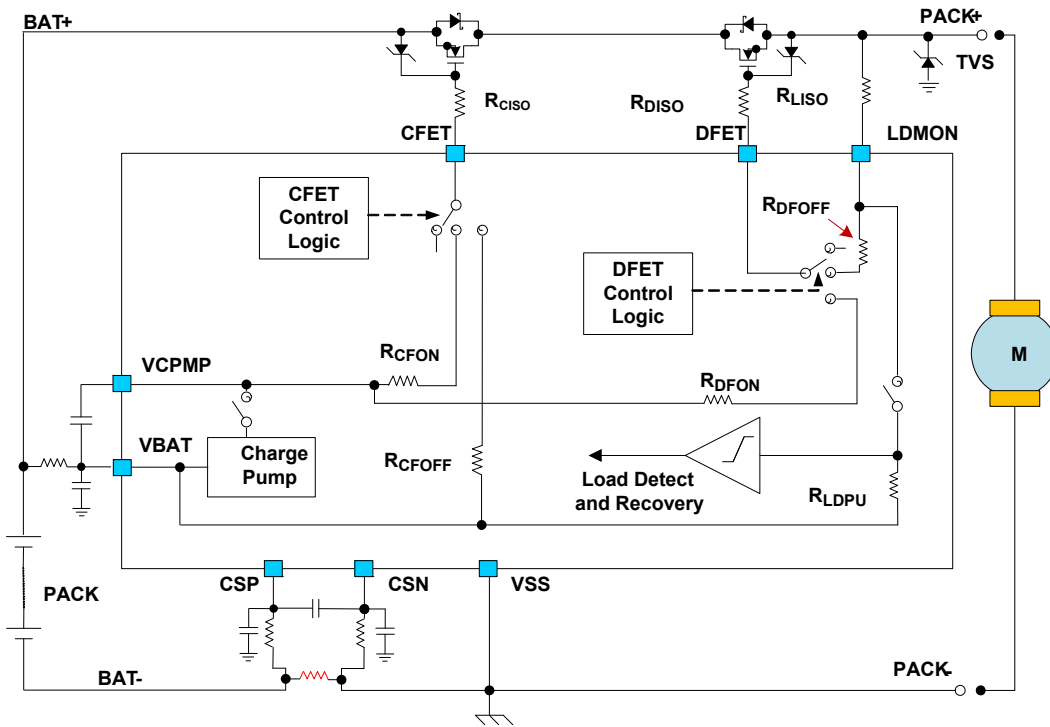 BAT+
PACK+
TVS
RCISO
RDISO
RLISO
CFET
DFET
LDMON
CFET
Control
Logic
RDFOFF
DFET
Control
Logic
M
VCPMP
RCFON
RDFON
VBAT
Charge
Pump
RCFOFF
Load Detect
and Recovery
RLDPU
PACK
CSP
CSN
VSS
BAT-
PACK-